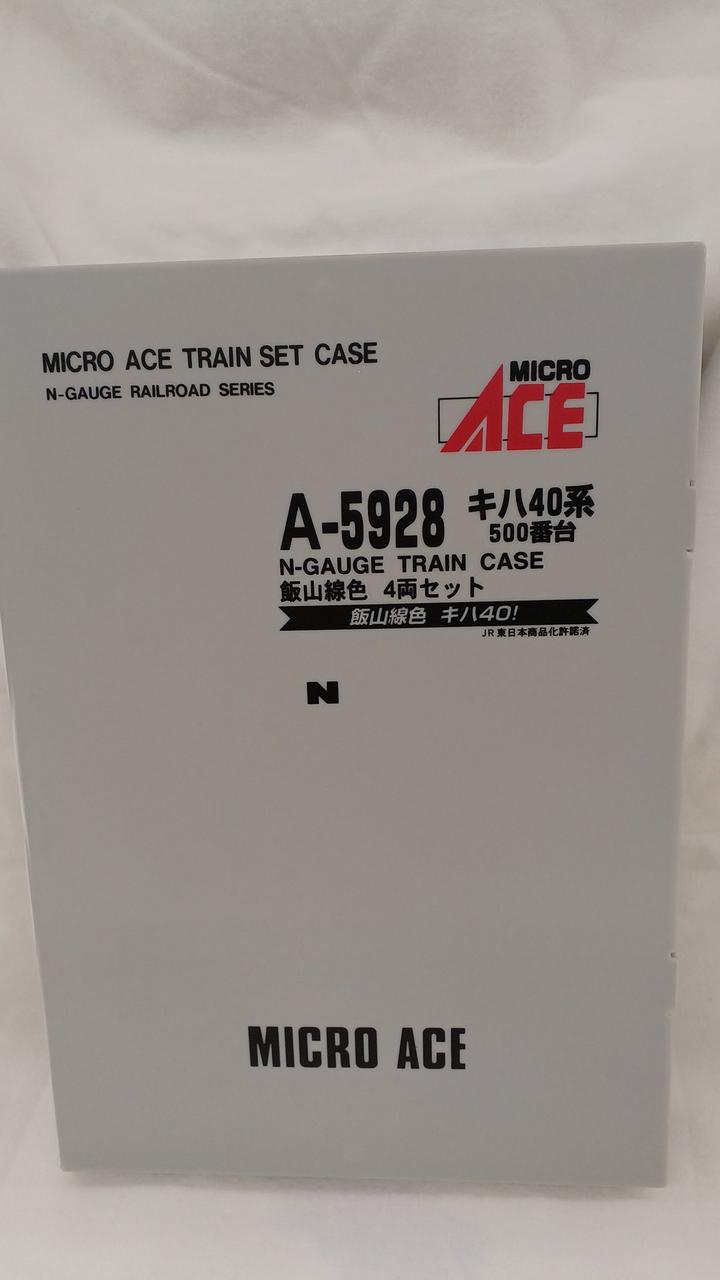 MICRO ACE TRAIN SET CASE
N-GAUGE RAILROAD SERIES
MICRO
ACE
A-5928 キハ40系
500番台
N-GAUGE TRAIN CASE
飯山線色 4両セット
飯山線色 キハ40!
JR東日本商品化許諾済
N
MICRO ACE